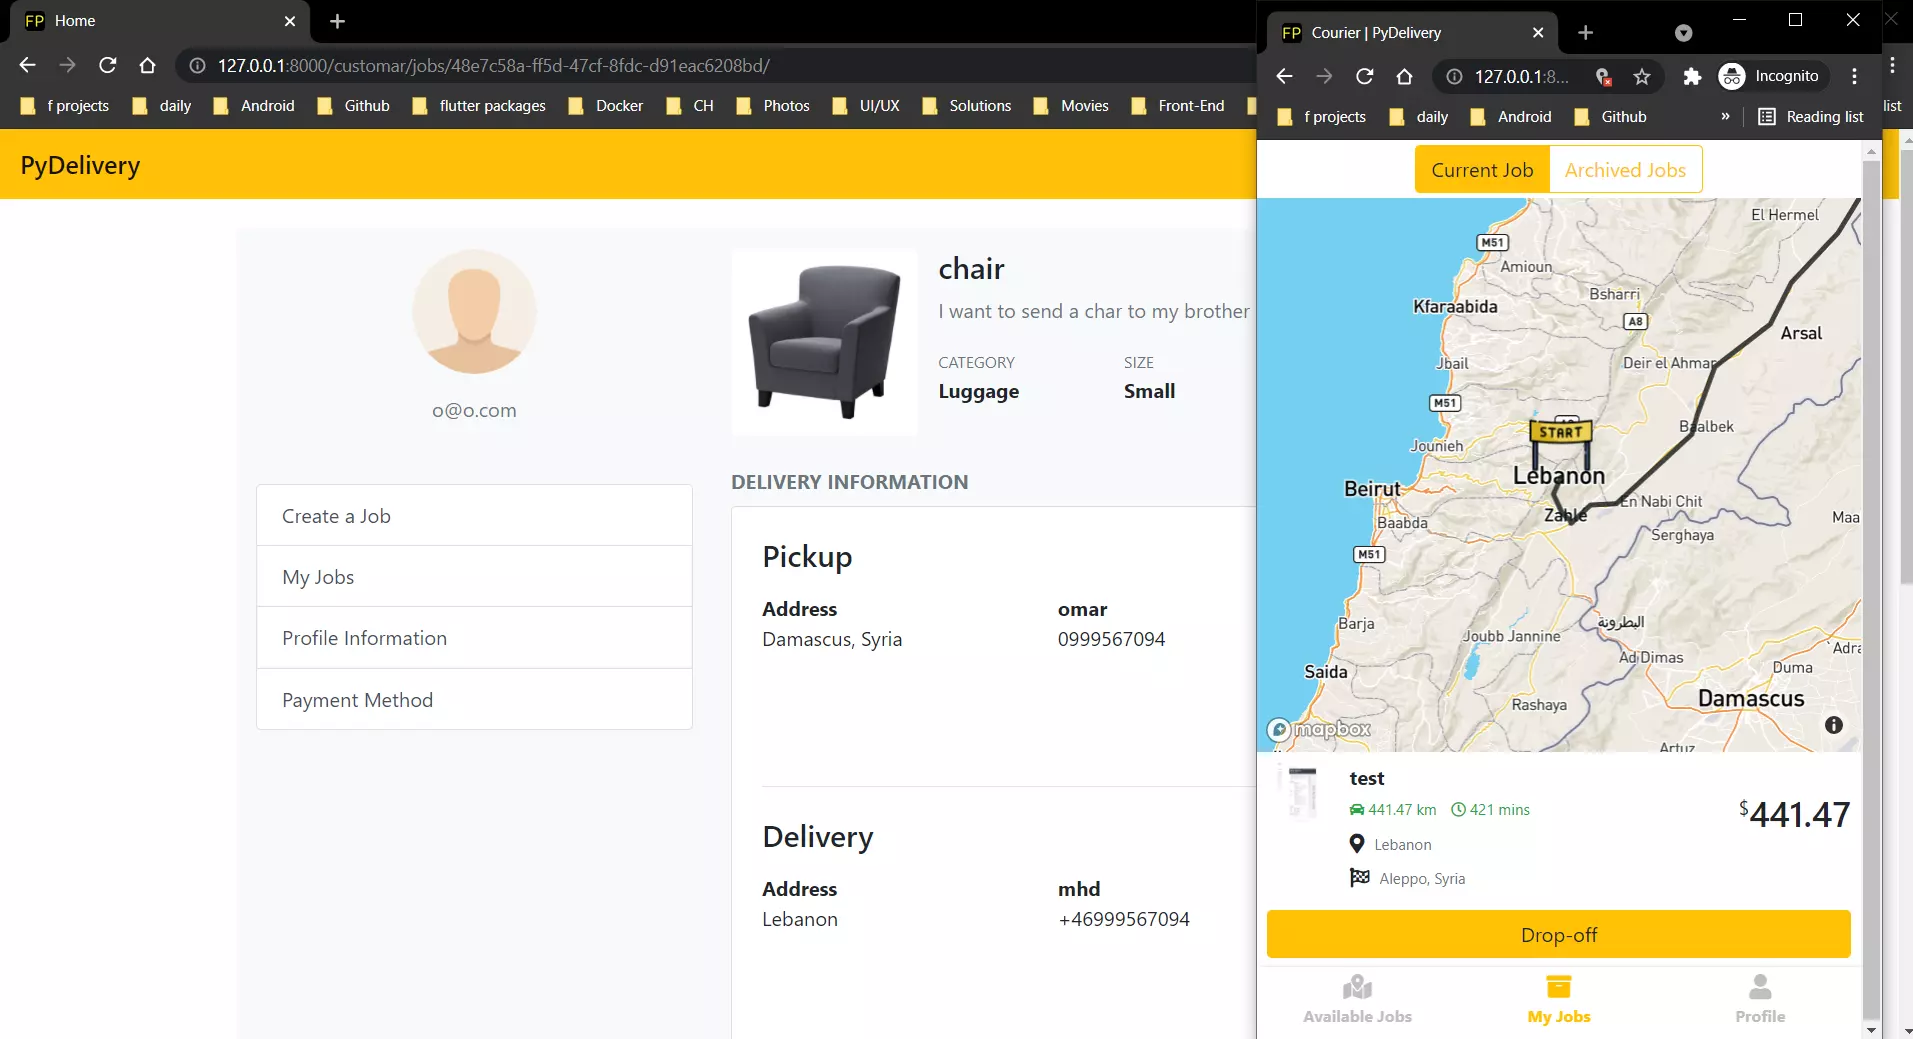 FP Home
127.0.0.1:8000/customar/jobs/48e7c58a-ff5d-47cf-8fdc-d91eac6208bd/
f projects daily Android Github flutter packages Docker CH Photos UI/UX Solutions Movies Front-End
PyDelivery
o@o.com
Create a Job
My Jobs
Profile Information
Payment Method
chair
I want to send a char to my brother
CATEGORY SIZE
Luggage Small
DELIVERY INFORMATION
Pickup
Address omar
Damascus, Syria 0999567094
Delivery
Address mhd
Lebanon +46999567094
FP Courier | PyDelivery
127.0.0.1:8... Incognito
f projects daily Android Github » Reading list
list
Current Job Archived Jobs
El Hermel
M51
Amioun
Bsharri
Kfaraabida
A8
Arsal
Jbail
Deir el Ahmar
M51
START
Baalbek
Jounieh
Lebanon
Beirut
En Nabi Chit
Zahle
Baabda
Maa
Serghaya
M51
Barja
البطرونة
Joubb Jannine
'Adra
Ad Dimas
Duma
Saida
Damascus
Rashaya
mapbox
Artuz
test
441.47 km 421 mins
$441.47
Lebanon
Aleppo, Syria
Drop-off
Available Jobs My Jobs Profile